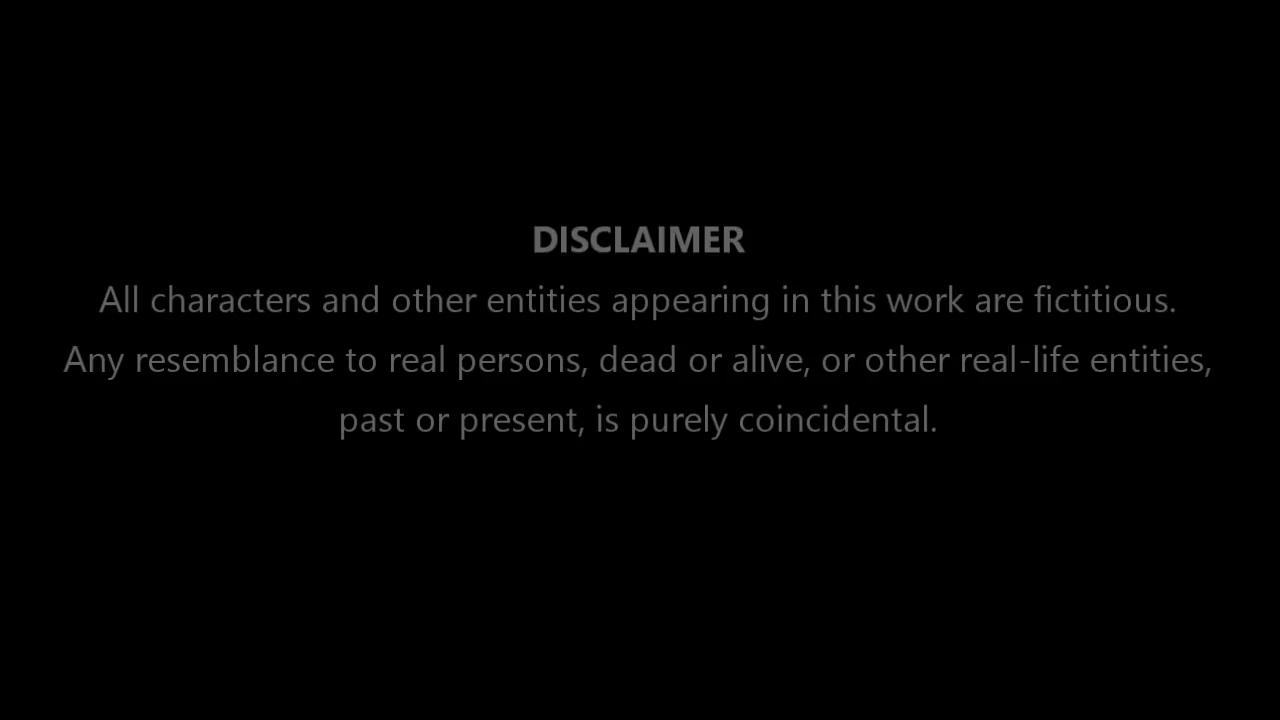 DISCLAIMER
All characters and other entities appearing in this work are fictitious.
Any resemblance to real persons, dead or alive, or other real-life entities,
past or present, is purely coincidental.